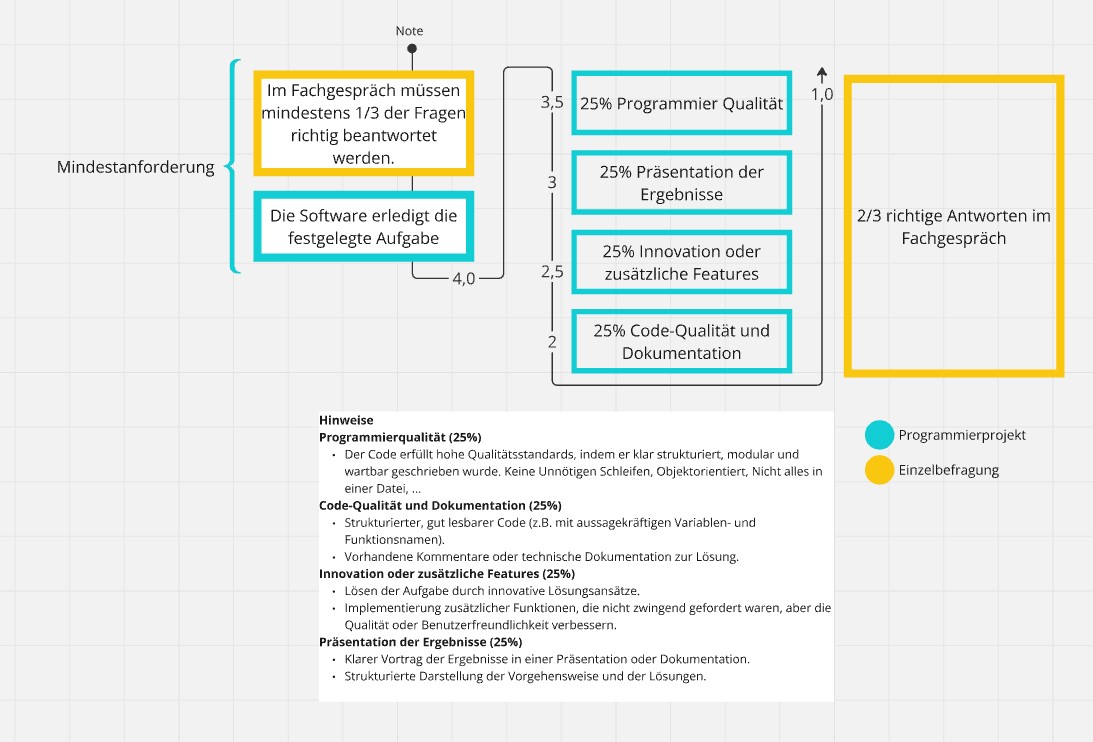 Note
Im Fachgespräch müssen
mindestens 1/3 der Fragen
richtig beantwortet
werden.
Mindestanforderung
Die Software erledigt die
festgelegte Aufgabe
4,0
3,5
25% Programmier Qualität
3
25% Präsentation der
Ergebnisse
2,5
25% Innovation oder
zusätzliche Features
2
25% Code-Qualität und
Dokumentation
1,0
2/3 richtige Antworten im
Fachgespräch
Hinweise
Programmierqualität (25%)
• Der Code erfüllt hohe Qualitätsstandards, indem er klar strukturiert, modular und
wartbar geschrieben wurde. Keine Unnötigen Schleifen, Objektorientiert, Nicht alles in
einer Datei, ...
Code-Qualität und Dokumentation (25%)
• Strukturierter, gut lesbarer Code (z.B. mit aussagekräftigen Variablen- und
Funktionsnamen).
• Vorhandene Kommentare oder technische Dokumentation zur Lösung.
Innovation oder zusätzliche Features (25%)
• Lösen der Aufgabe durch innovative Lösungsansätze.
• Implementierung zusätzlicher Funktionen, die nicht zwingend gefordert waren, aber die
Qualität oder Benutzerfreundlichkeit verbessern.
Präsentation der Ergebnisse (25%)
• Klarer Vortrag der Ergebnisse in einer Präsentation oder Dokumentation.
• Strukturierte Darstellung der Vorgehensweise und der Lösungen.
Programmierprojekt
Einzelbefragung